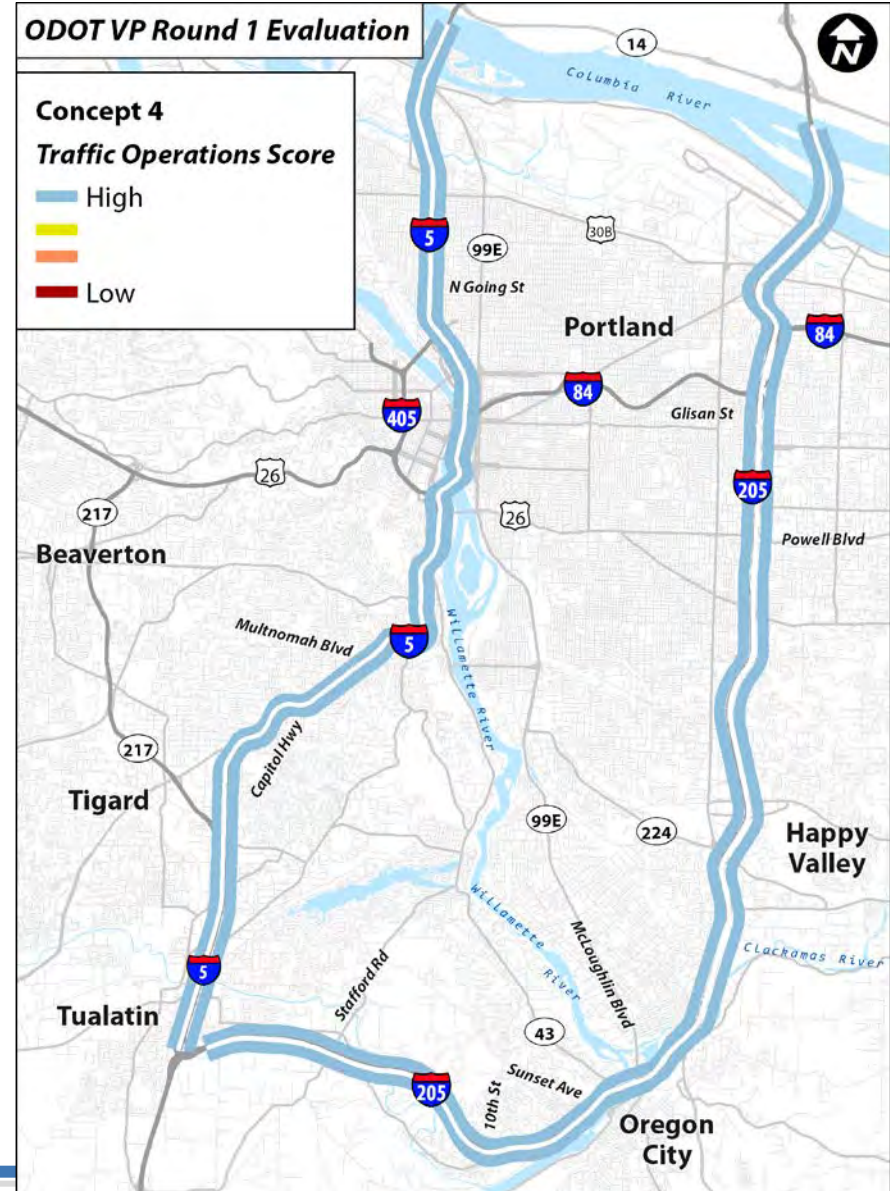 ODOT VP Round 1 Evaluation
Concept 4
Traffic Operations Score
High
Low
N
14
Columbia River
5
99E
30B
N Going St
Portland
84
84
405
Glisan St
26
205
217
26
Powell Blvd
Beaverton
Multnomah Blvd
5
Willamette River
217
Capitol Hwy
Tigard
99E
224
Happy
Valley
Willamette
River
McLoughlin Blvd
Clackamas River
5
Stafford Rd
Tualatin
43
205
10th St
Sunset Ave
Oregon
City